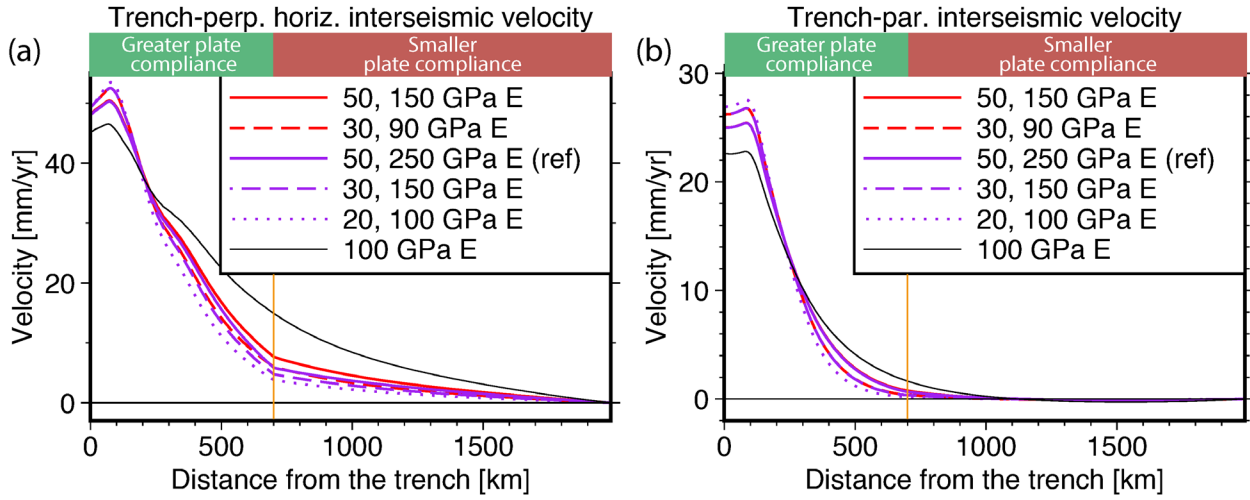 Trench-perp. horiz. interseismic velocity
(a)
Greater plate
compliance
Smaller
plate compliance
50, 150 GPa E
30, 90 GPa E
50, 250 GPa E (ref)
30, 150 GPa E
20, 100 GPa E
100 GPa E
Velocity [mm/yr]
40
20
0
0
500
1000
1500
Distance from the trench [km]
Trench-par. interseismic velocity
(b)
Greater plate
compliance
Smaller
plate compliance
50, 150 GPa E
30, 90 GPa E
50, 250 GPa E (ref)
30, 150 GPa E
20, 100 GPa E
100 GPa E
Velocity [mm/yr]
30
20
10
0
0
500
1000
1500
Distance from the trench [km]